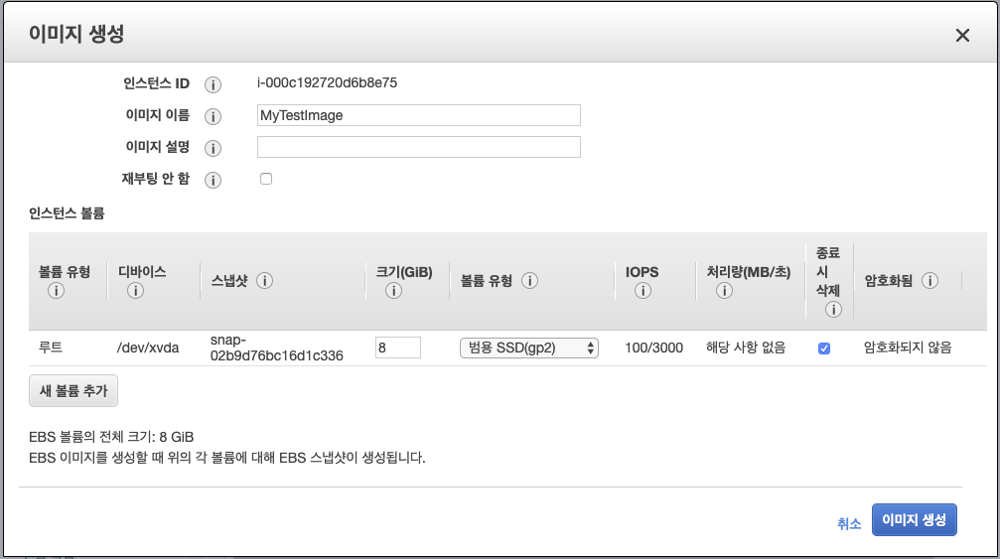 이미지 생성
인스턴스 ID i-000c192720d6b8e75
이미지 이름 MyTestImage
이미지 설명
재부팅 안 함
인스턴스 볼륨
볼륨 유형 디바이스 스냅샷 크기(GiB) 볼륨 유형 IOPS 처리량(MB/초) 종료 시 삭제 암호화됨
루트 /dev/xvda snap-02b9d76bc16d1c336 8 범용 SSD(gp2) 100/3000 해당 사항 없음 암호화되지 않음
새 볼륨 추가
EBS 볼륨의 전체 크기: 8 GiB
EBS 이미지를 생성할 때 위의 각 볼륨에 대해 EBS 스냅샷이 생성됩니다.
취소 이미지 생성